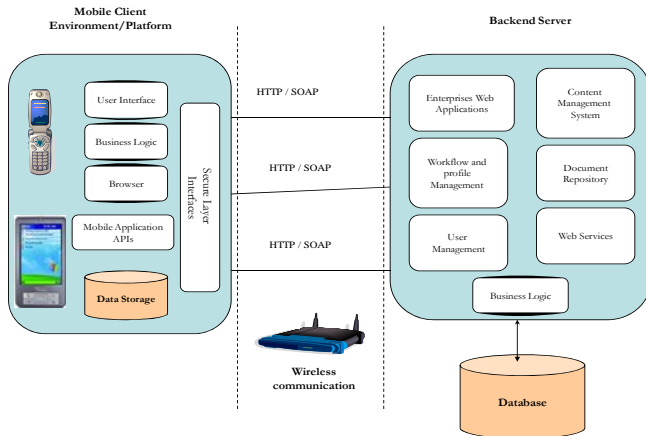 Mobile Client
Environment/Platform
Backend Server
User Interface
Business Logic
Browser
Mobile Application
APIs
Data Storage
Secure Layer
Interfaces
HTTP / SOAP
HTTP / SOAP
HTTP / SOAP
Wireless
communication
Enterprises Web
Applications
Content
Management
System
Workflow and
profile Management
Document
Repository
User
Management
Web Services
Business Logic
Database